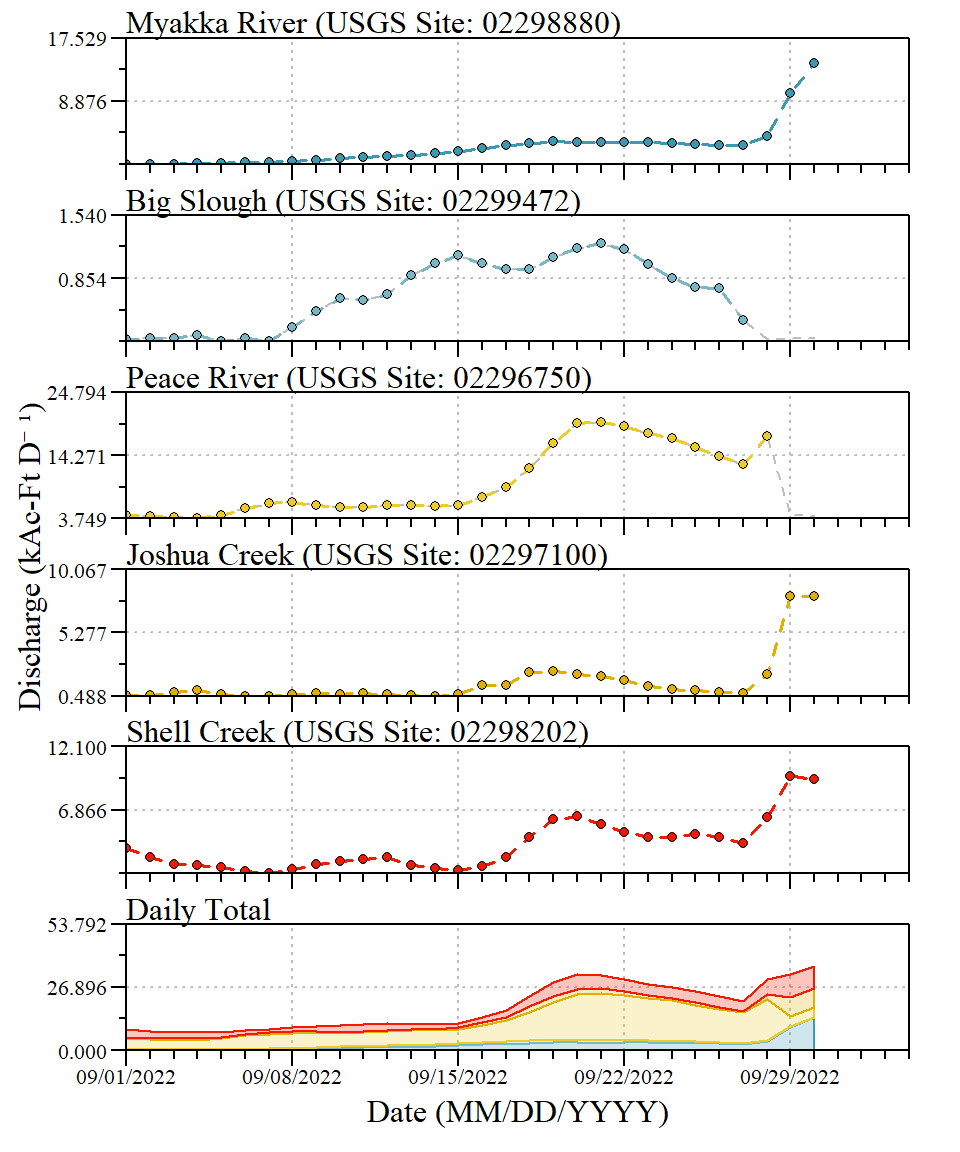 Myakka River (USGS Site: 02298880)
17.529
8.876
Big Slough (USGS Site: 02299472)
1.540
0.854
Peace River (USGS Site: 02296750)
24.794
14.271
3.749
Discharge (kAc-Ft D⁻¹)
Joshua Creek (USGS Site: 02297100)
10.067
5.277
0.488
Shell Creek (USGS Site: 02298202)
12.100
6.866
Daily Total
53.792
26.896
0.000
09/01/2022 09/08/2022 09/15/2022 09/22/2022 09/29/2022
Date (MM/DD/YYYY)